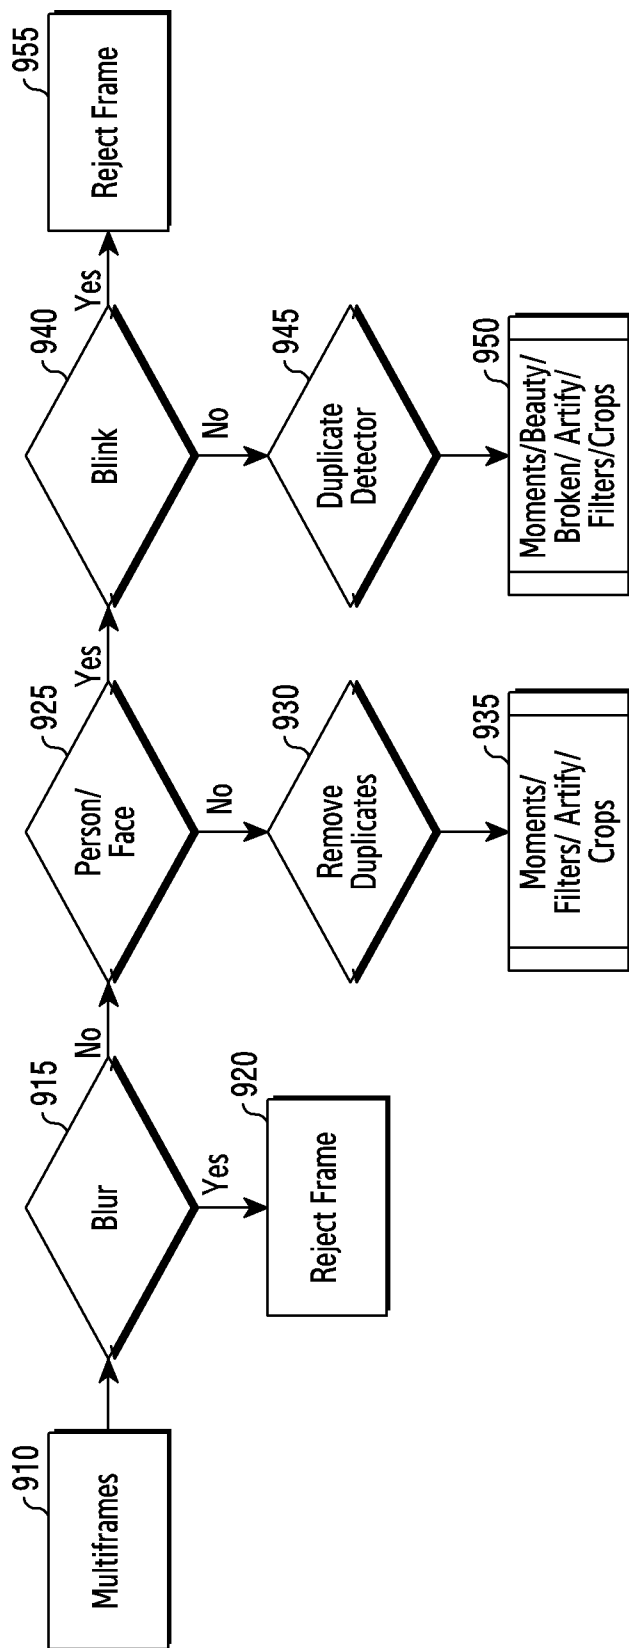 910
Multiframes
915
Blur
No
Yes
920
Reject Frame
925
Person/
Face
Yes
No
930
Remove
Duplicates
935
Moments/
Filters/ Artify/
Crops
940
Blink
Yes
No
945
Duplicate
Detector
950
Moments/Beauty/
Broken/ Artify/
Filters/Crops
955
Reject Frame